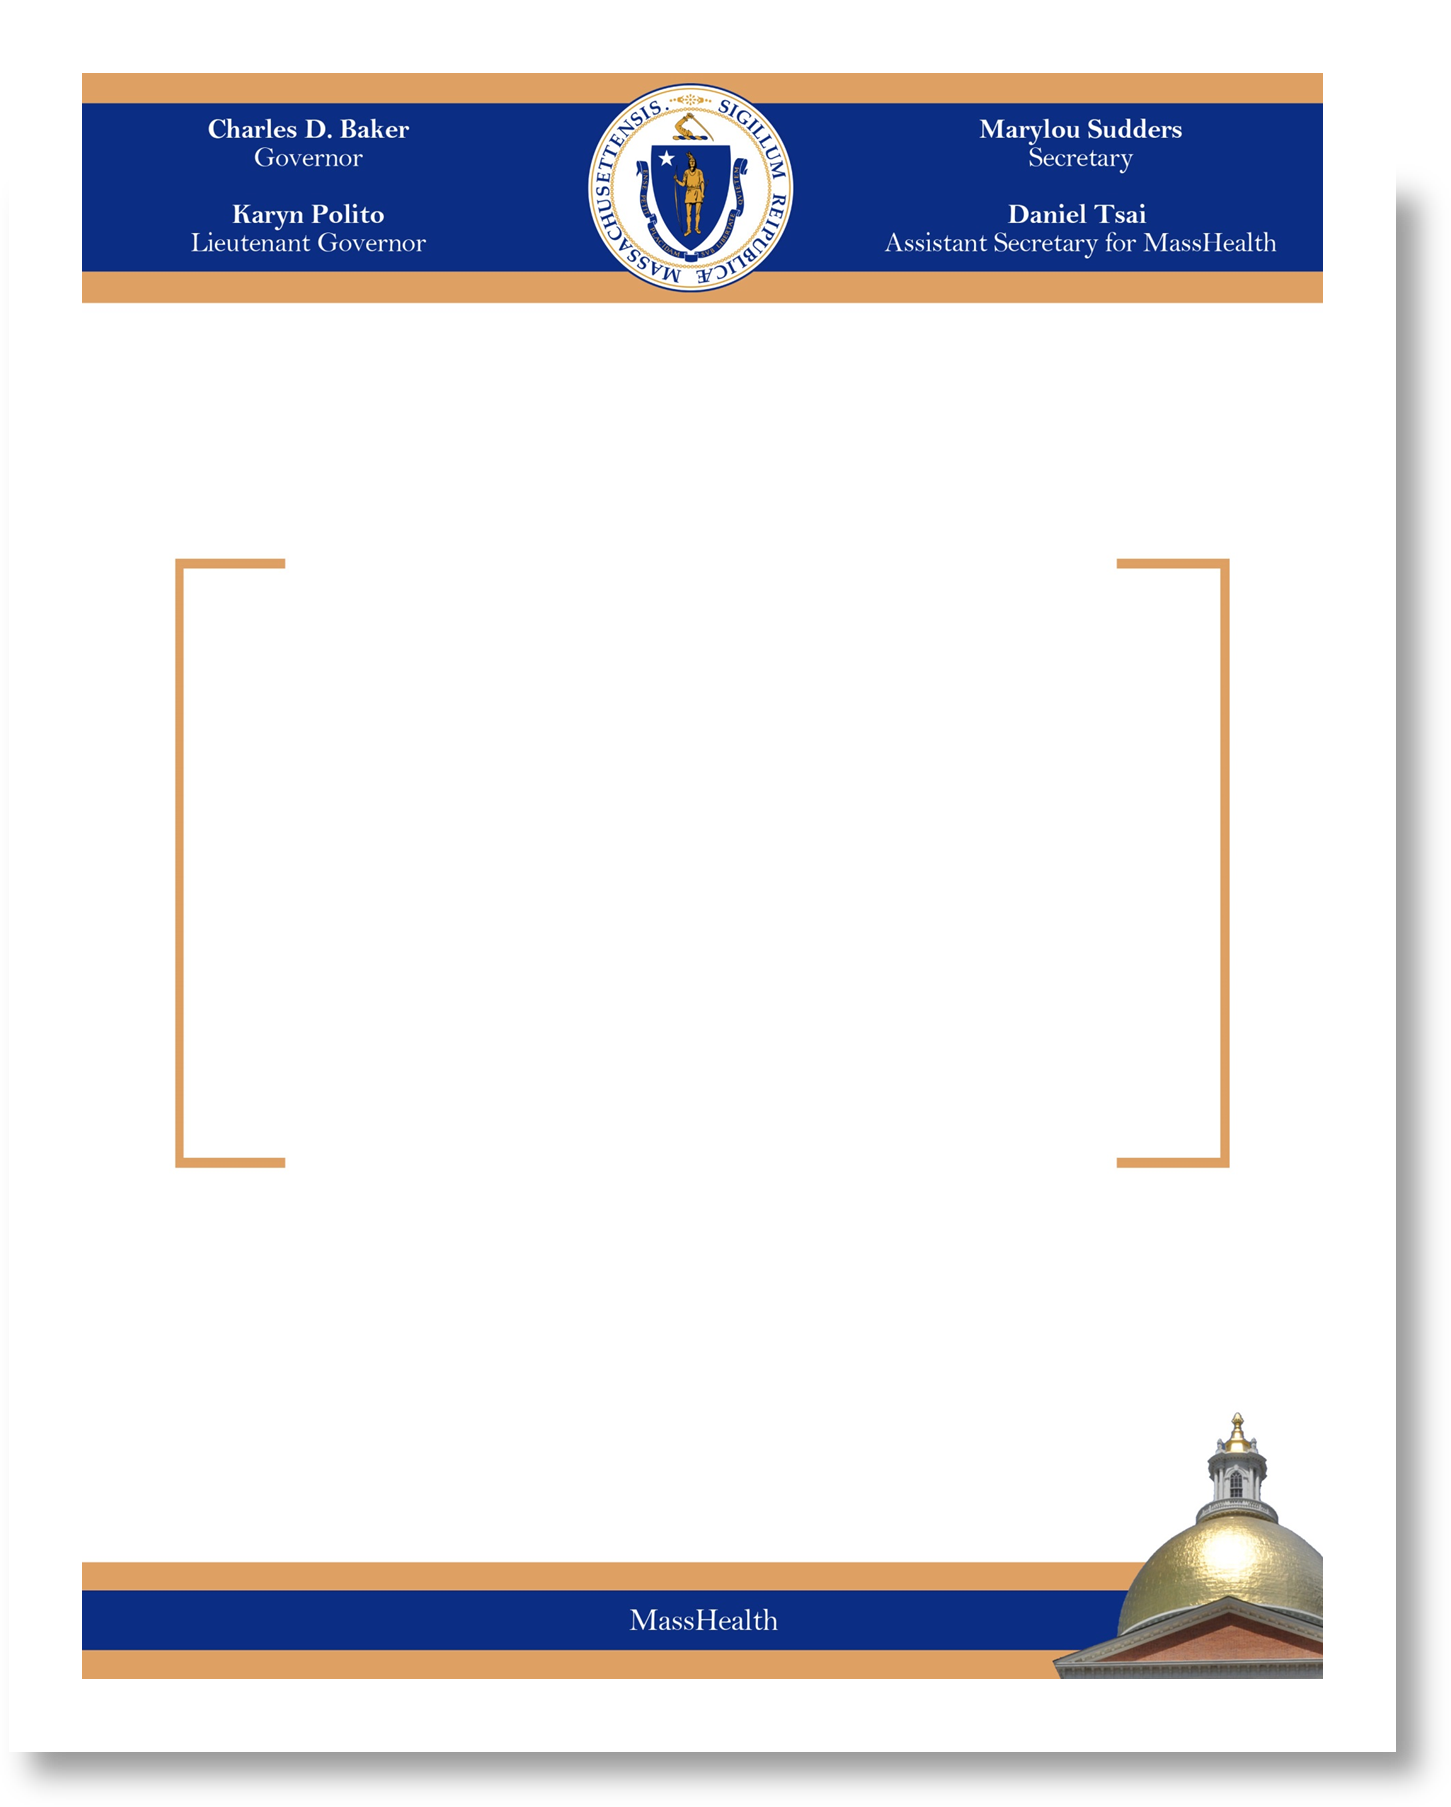 Charles D. Baker
Governor
Karyn Polito
Lieutenant Governor
MASSACHUSETTENSIS. SIGILLUM REIPUBLICÆ
Marylou Sudders
Secretary
Daniel Tsai
Assistant Secretary for MassHealth
MassHealth